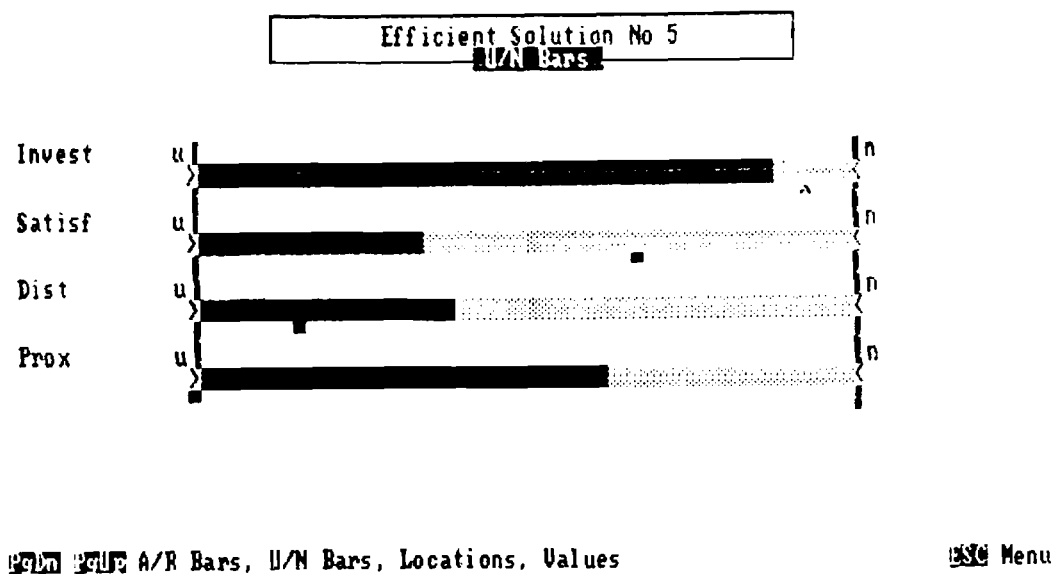 Efficient Solution No 5
U/N Bars
Invest u n
Satisf u n
Dist u n
Prox u n
PgDn PgUp A/R Bars, U/N Bars, Locations, Values ESC Menu